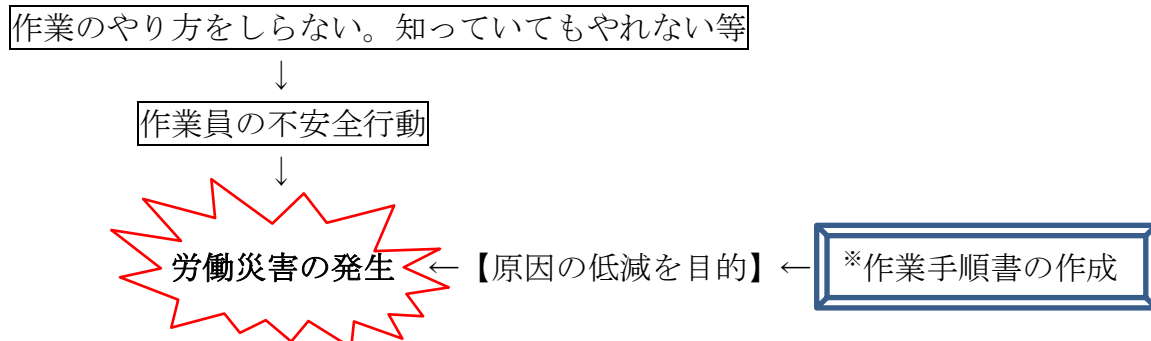 作業のやり方をしらない。知っていてもやれない等
↓
作業員の不安全行動
↓
労働災害の発生 ←【原因の低減を目的】← ※作業手順書の作成